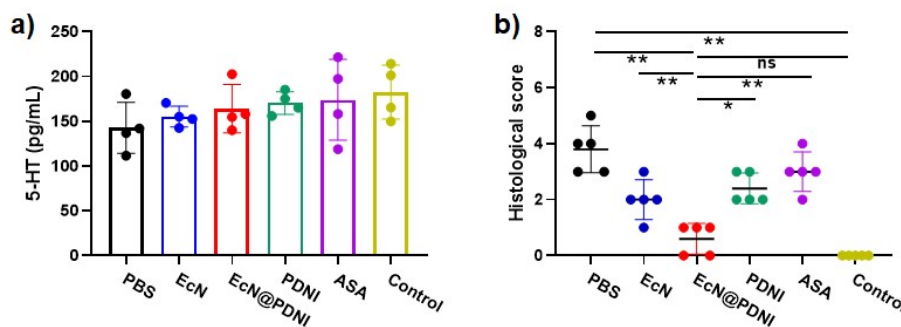 a)
5-HT (pg/mL)
250
200
150
100
50
0
PBS
EcN
EcN@PDNI
PDNI
ASA
Control
b)
Histological score
8
6
4
2
0
**
**
ns
**
**
*
PBS
EcN
EcN@PDNI
PDNI
ASA
Control